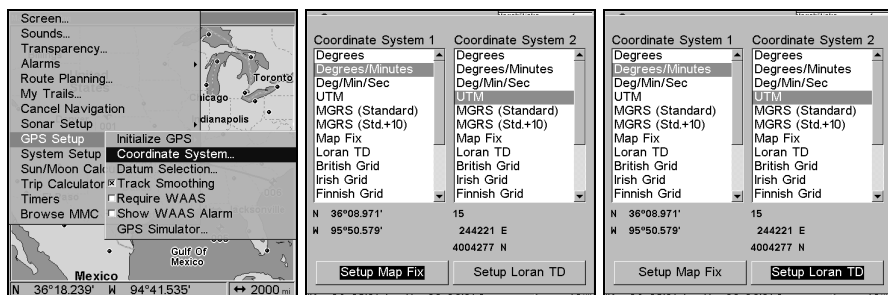 Screen...
Sounds...
Transparency...
Alarms
Route Planning...
My Trails...
Cancel Navigation
Sonar Setup
GPS Setup
System Setup
Sun/Moon Calc
Trip Calculator
Timers
Browse MMC
Initialize GPS
Coordinate System...
Datum Selection...
Track Smoothing
Require WAAS
Show WAAS Alarm
GPS Simulator...
Toronto
dianapolis
Gulf Of
Mexico
Mexico
N 36°18.239' W 94°41.535' ↔ 2000 mi
Coordinate System 1
Degrees
Degrees/Minutes
Deg/Min/Sec
UTM
MGRS (Standard)
MGRS (Std.+10)
Map Fix
Loran TD
British Grid
Irish Grid
Finnish Grid
N 36°08.971'
W 95°50.579'
Setup Map Fix
Coordinate System 2
Degrees
Degrees/Minutes
Deg/Min/Sec
UTM
MGRS (Standard)
MGRS (Std.+10)
Map Fix
Loran TD
British Grid
Irish Grid
Finnish Grid
15
244221 E
4004277 N
Setup Loran TD
Coordinate System 1
Degrees
Degrees/Minutes
Deg/Min/Sec
UTM
MGRS (Standard)
MGRS (Std.+10)
Map Fix
Loran TD
British Grid
Irish Grid
Finnish Grid
N 36°08.971'
W 95°50.579'
Setup Map Fix
Coordinate System 2
Degrees
Degrees/Minutes
Deg/Min/Sec
UTM
MGRS (Standard)
MGRS (Std.+10)
Map Fix
Loran TD
British Grid
Irish Grid
Finnish Grid
15
244221 E
4004277 N
Setup Loran TD